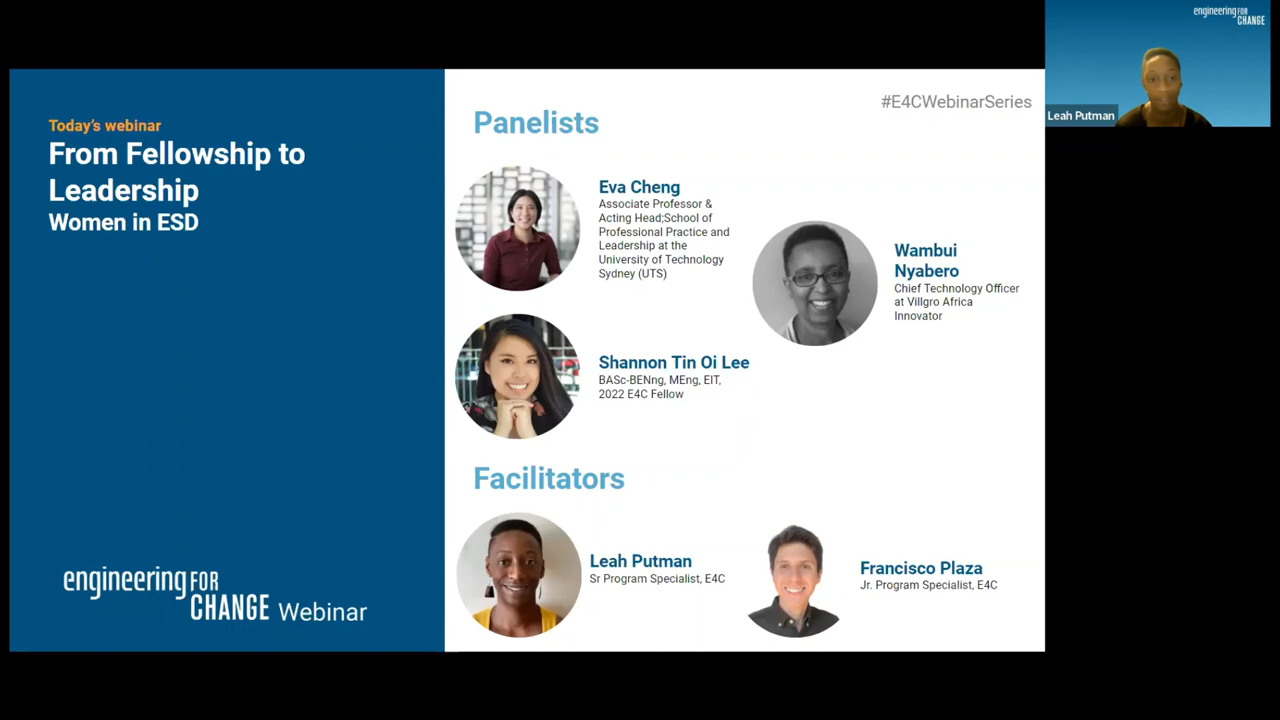 Today's webinar
From Fellowship to
Leadership
Women in ESD
engineering FOR
CHANGE Webinar
#E4CWebinarSeries
Panelists
Eva Cheng
Associate Professor &
Acting Head;School of
Professional Practice and
Leadership at the
University of Technology
Sydney (UTS)
Wambui
Nyabero
Chief Technology Officer
at Villgro Africa
Innovator
Shannon Tin Oi Lee
BASc-BENng, MEng, EIT,
2022 E4C Fellow
Facilitators
Leah Putman
Sr Program Specialist, E4C
Francisco Plaza
Jr. Program Specialist, E4C
engineering FOR
CHANGE
Leah Putman